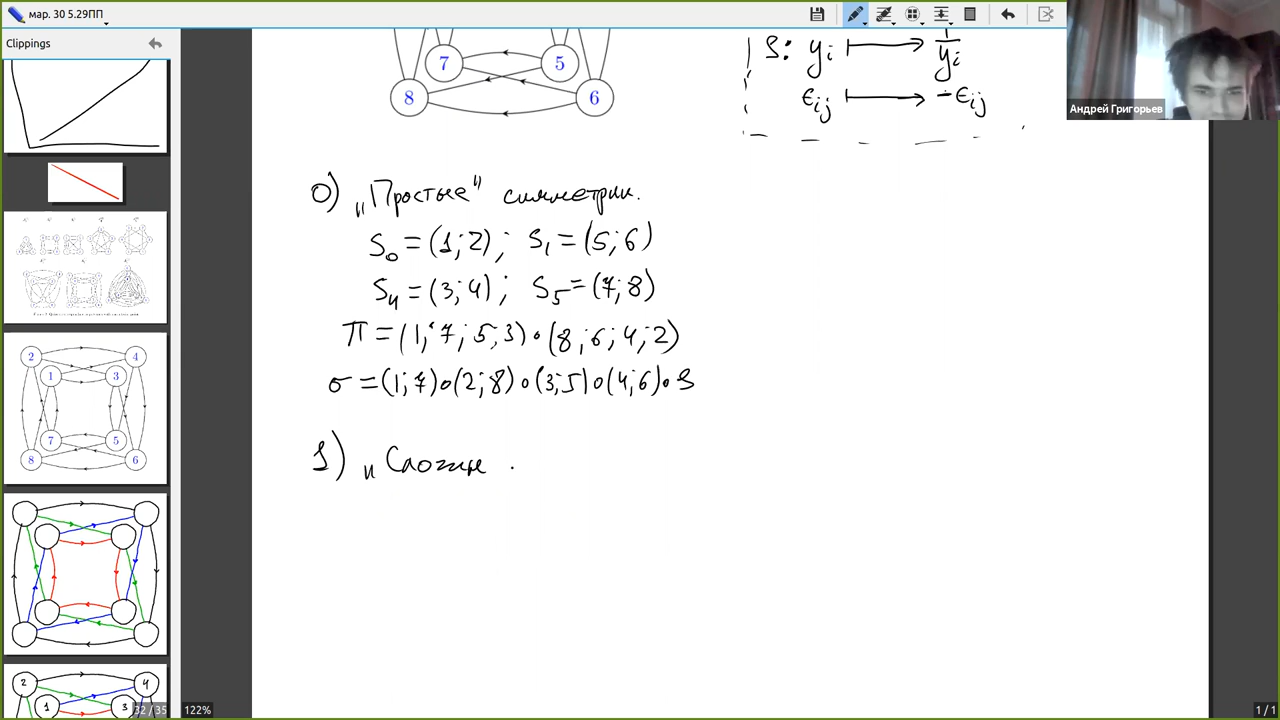 мар. 30 5.29ПП
Clippings
Андрей Григорьев
ς: yᵢ ↦ 1/yᵢ
ϵᵢⱼ ↦ -ϵᵢⱼ
7 5
8 6
0) „Простые" симметрии.
S₀ = (1;2); S₁ = (5;6)
S₄ = (3;4); S₅ = (7;8)
π = (1;7;5;3)∘(8;6;4;2)
σ = (1;7)∘(2;8)∘(3;5)∘(4;6)∘ς
1) „Сложн
2 4
1 3
7 5
8 6
2 4
1 3
32 / 35
122%
1 / 1